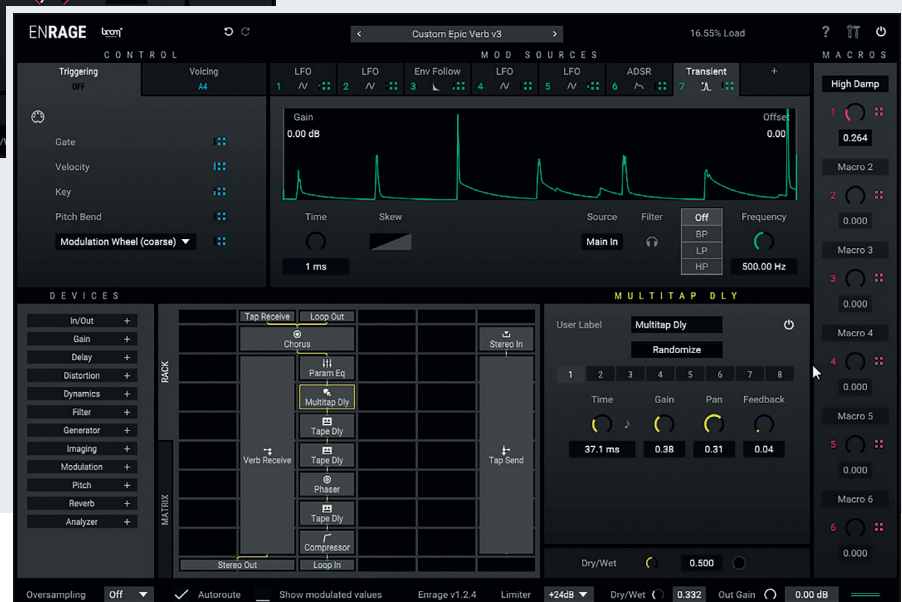 ENRAGE boom Custom Epic Verb v3 16.55% Load ?
CONTROL MOD SOURCES MACROS
Triggering Voicing LFO LFO Env Follow LFO LFO ADSR Transient +
OFF A4 1 2 3 4 5 6 7
High Damp
Gain Offset
0.00 dB 0.00
1
0.264
Gate
Velocity
Key
Pitch Bend
Modulation Wheel (coarse)
Time Skew Source Filter Off Frequency
Main In BP
LP
1 ms HP 500.00 Hz
Macro 2
2
0.000
Macro 3
3
0.000
DEVICES
In/Out +
Gain +
Delay +
Distortion +
Dynamics +
Filter +
Generator +
Imaging +
Modulation +
Pitch +
Reverb +
Analyzer +
RACK
MATRIX
Tap Receive Loop Out
Chorus Stereo In
Param Eq
Multitap Dly
Tape Dly
Verb Receive Tape Dly Tap Send
Phaser
Tape Dly
Compressor
Stereo Out Loop In
MULTITAP DLY
User Label Multitap Dly
Randomize
1 2 3 4 5 6 7 8
Time Gain Pan Feedback
37.1 ms 0.38 0.31 0.04
Dry/Wet 0.500
Macro 4
4
0.000
Macro 5
5
0.000
Macro 6
6
0.000
Oversampling Off Autoroute Show modulated values Enrage v1.2.4 Limiter +24dB Dry/Wet 0.332 Out Gain 0.00 dB